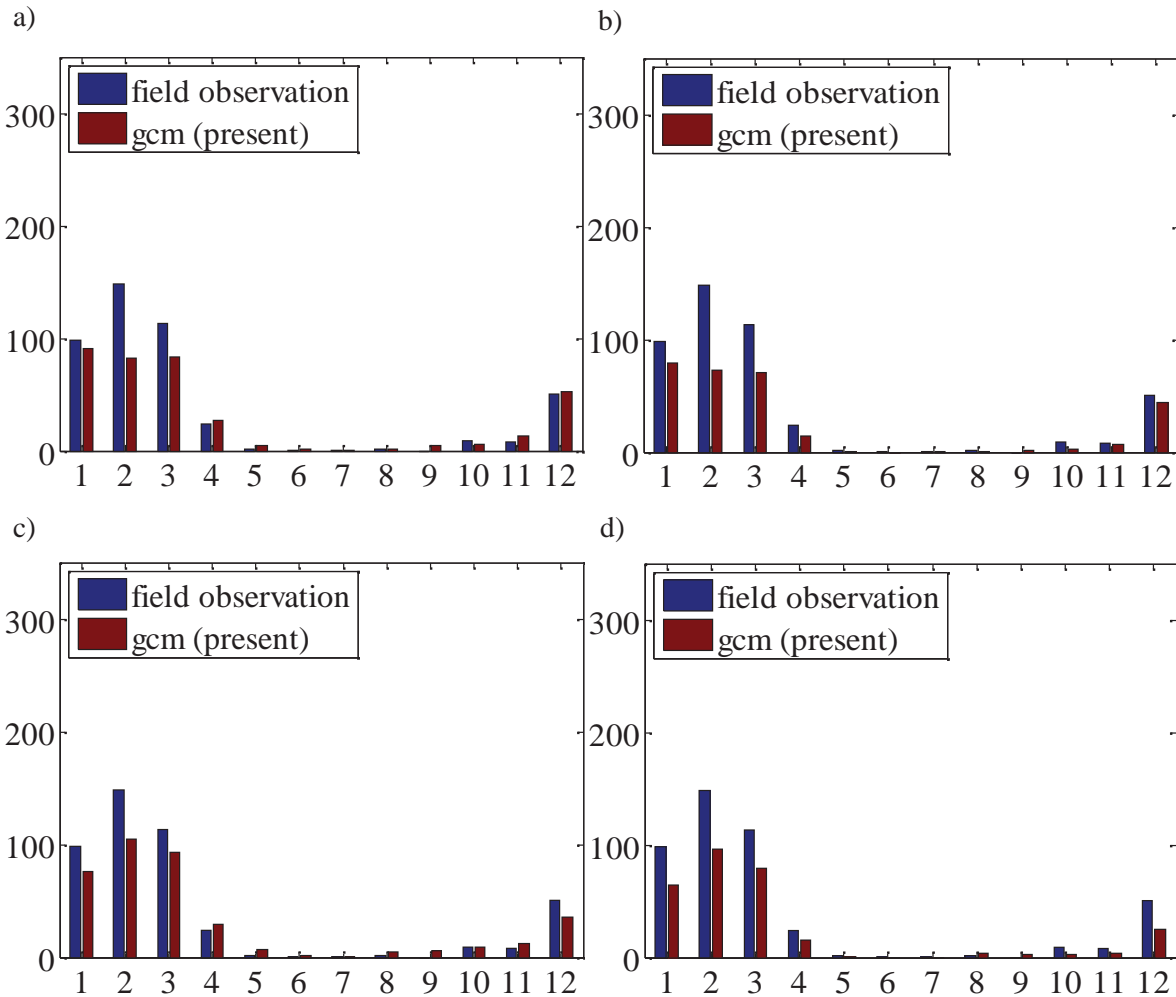 a)
field observation
gcm (present)
300
200
100
0
1 2 3 4 5 6 7 8 9 10 11 12
b)
field observation
gcm (present)
300
200
100
0
1 2 3 4 5 6 7 8 9 10 11 12
c)
field observation
gcm (present)
300
200
100
0
1 2 3 4 5 6 7 8 9 10 11 12
d)
field observation
gcm (present)
300
200
100
0
1 2 3 4 5 6 7 8 9 10 11 12